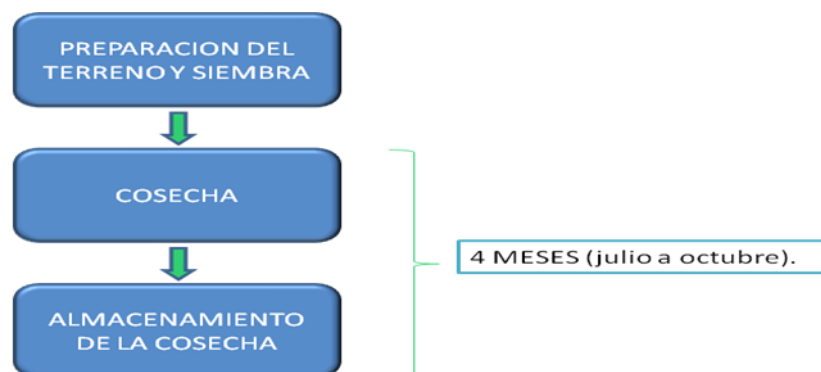 PREPARACION DEL
TERRENO Y SIEMBRA
COSECHA
4 MESES (julio a octubre).
ALMACENAMIENTO
DE LA COSECHA